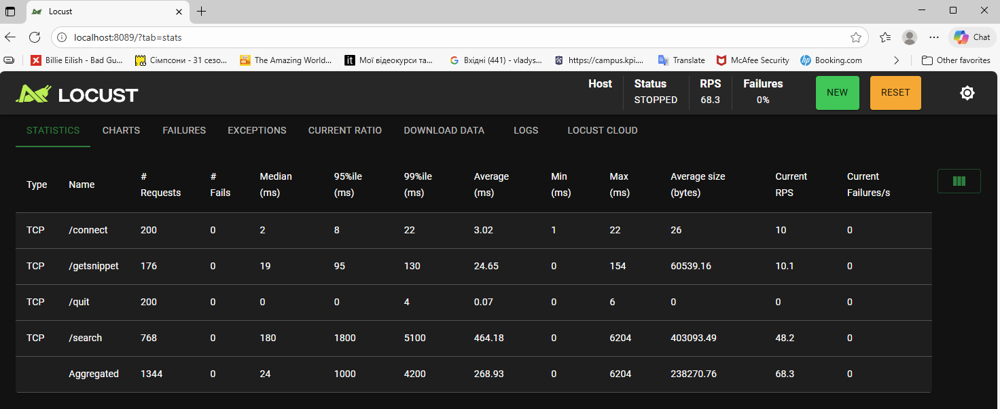 Locust
localhost:8089/?tab=stats
Chat
Billie Eilish - Bad Gu... Сімпсони - 31 сезо... The Amazing World... Мої відеокурси та... Вхідні (441) - vladys... https://campus.kpi.... Translate McAfee Security Booking.com Other favorites
LOCUST
Host Status RPS Failures
STOPPED 68.3 0%
NEW RESET
STATISTICS CHARTS FAILURES EXCEPTIONS CURRENT RATIO DOWNLOAD DATA LOGS LOCUST CLOUD
Type Name # Requests # Fails Median (ms) 95%ile (ms) 99%ile (ms) Average (ms) Min (ms) Max (ms) Average size (bytes) Current RPS Current Failures/s
TCP /connect 200 0 2 8 22 3.02 1 22 26 10 0
TCP /getsnippet 176 0 19 95 130 24.65 0 154 60539.16 10.1 0
TCP /quit 200 0 0 0 4 0.07 0 6 0 0 0
TCP /search 768 0 180 1800 5100 464.18 0 6204 403093.49 48.2 0
Aggregated 1344 0 24 1000 4200 268.93 0 6204 238270.76 68.3 0